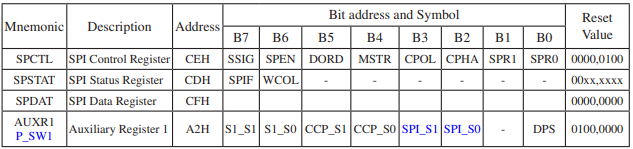 Mnemonic Description Address Bit address and Symbol Reset Value
B7 B6 B5 B4 B3 B2 B1 B0
SPCTL SPI Control Register CEH SSIG SPEN DORD MSTR CPOL CPHA SPR1 SPR0 0000,0100
SPSTAT SPI Status Register CDH SPIF WCOL - - - - - - 00xx,xxxx
SPDAT SPI Data Register CFH 0000,0000
AUXR1
P_SW1 Auxiliary Register 1 A2H S1_S1 S1_S0 CCP_S1 CCP_S0 SPI_S1 SPI_S0 - DPS 0100,0000